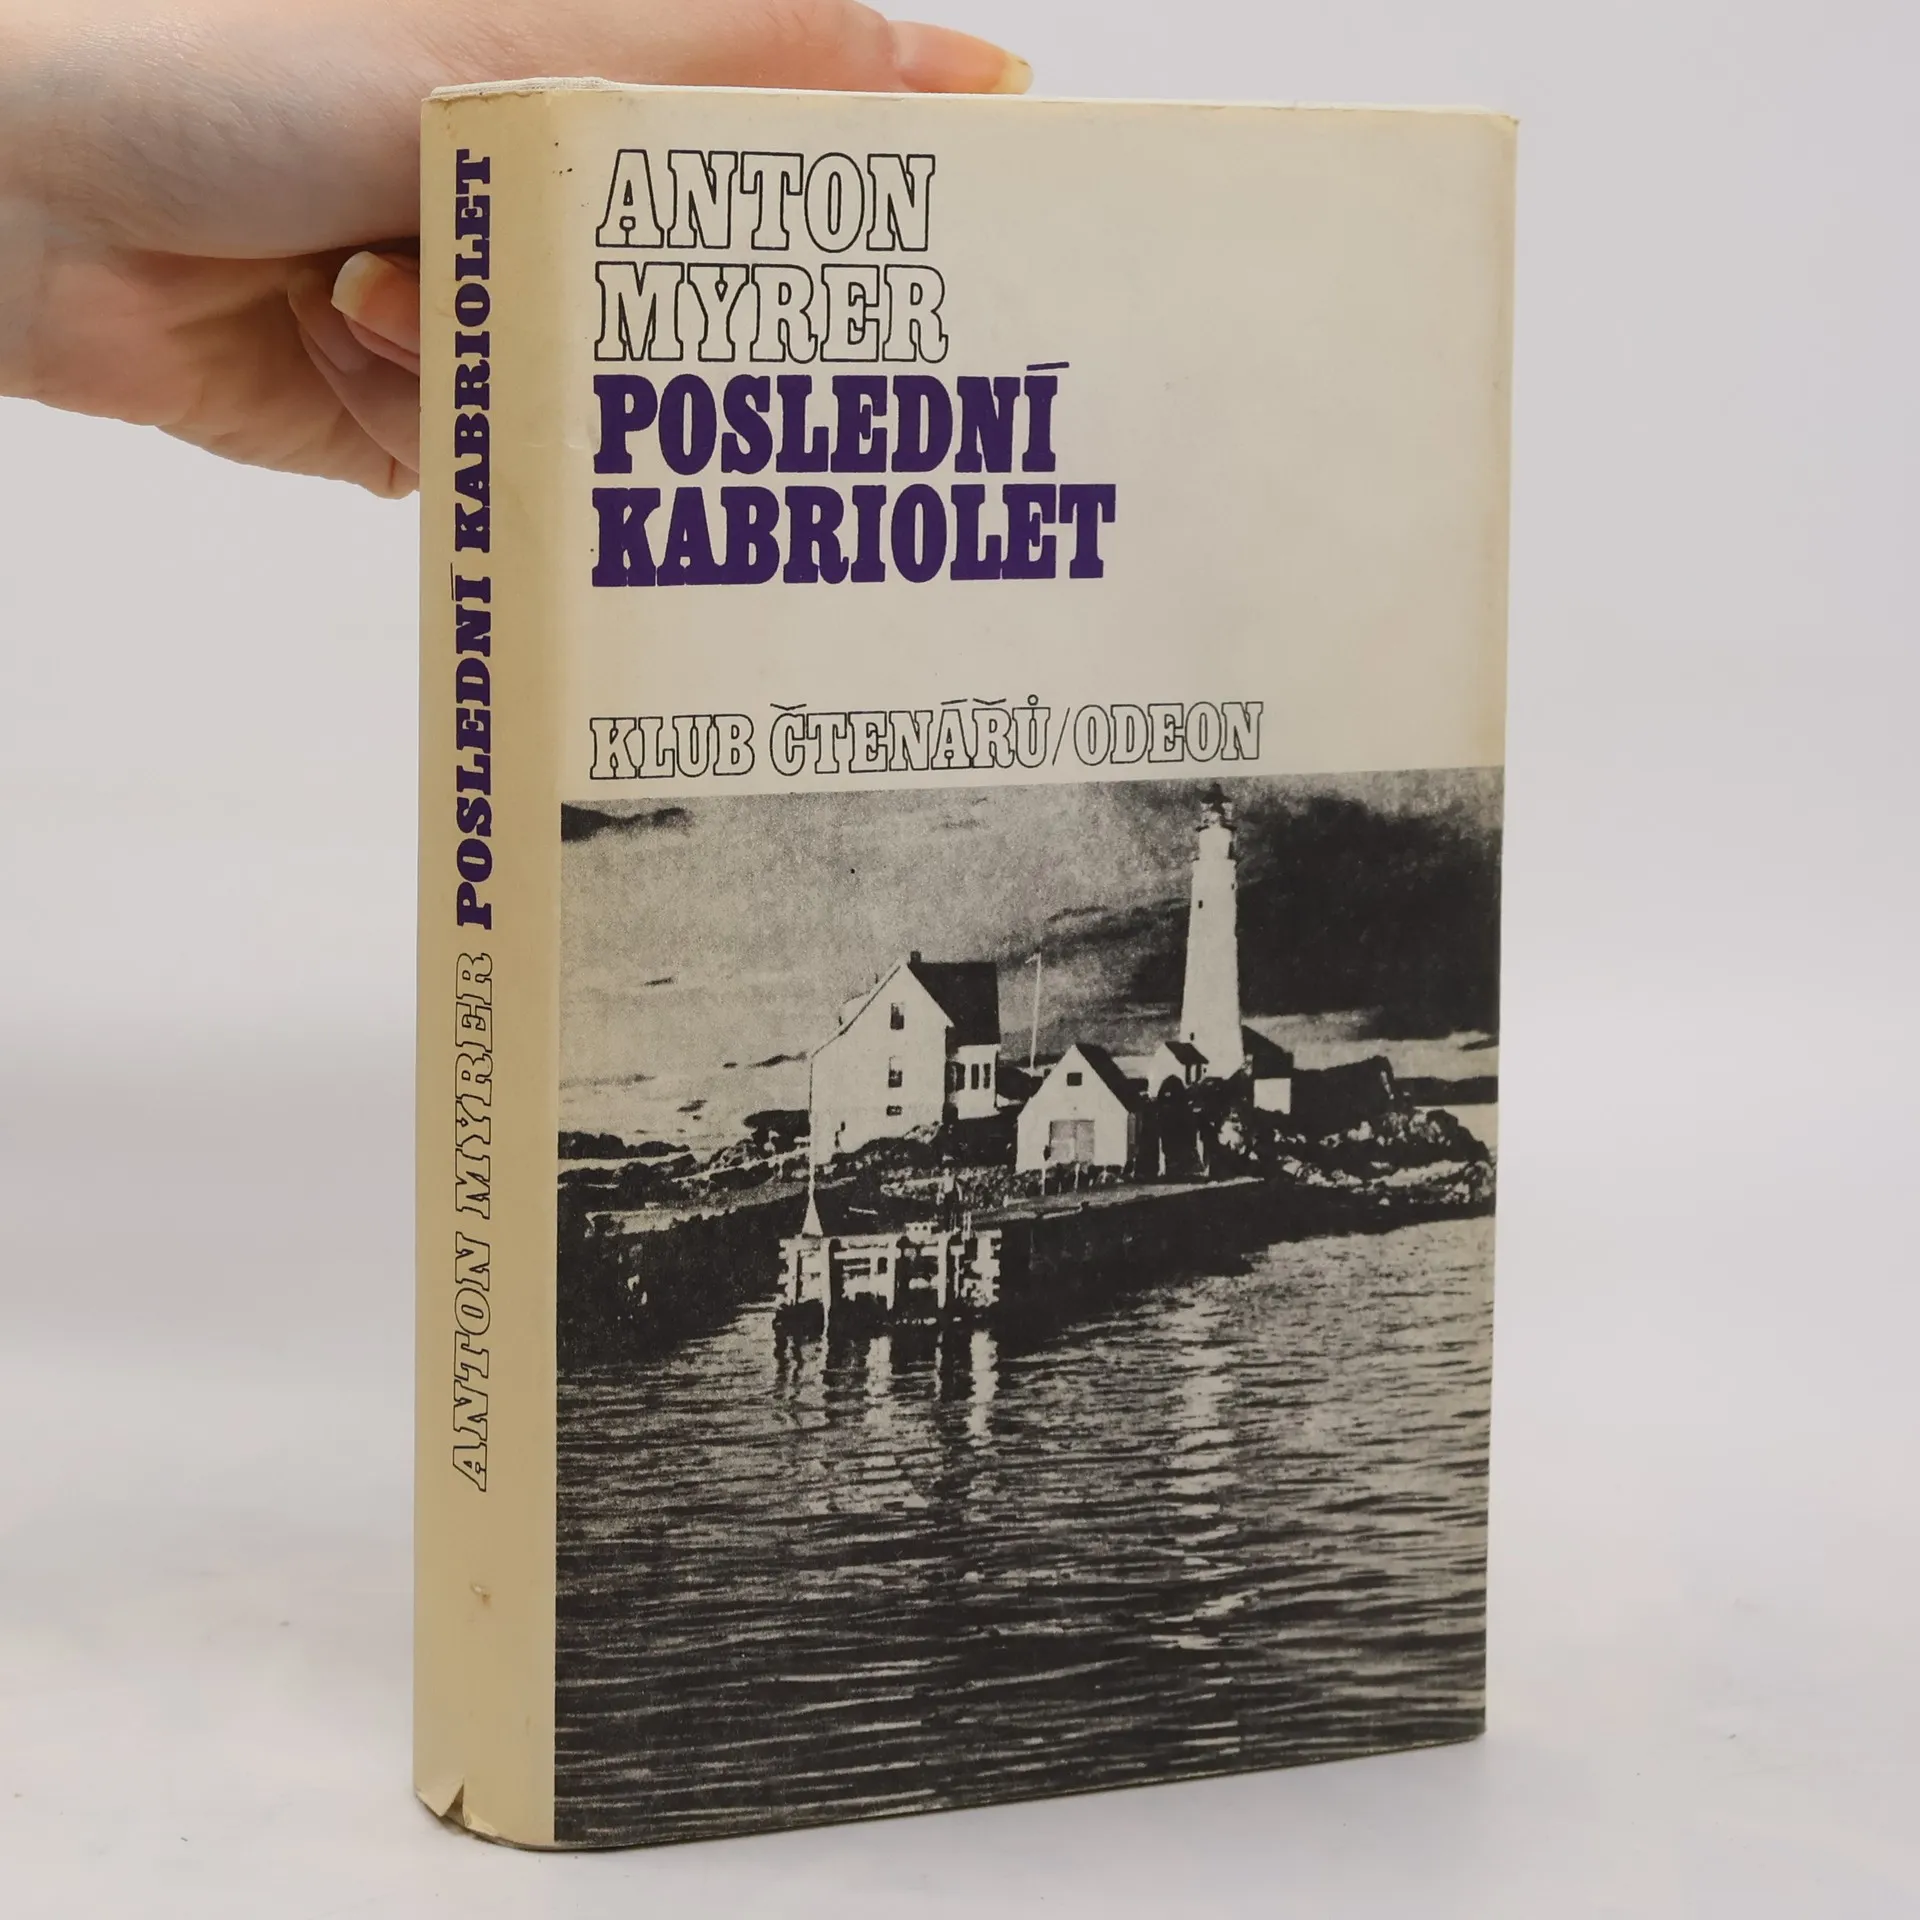 ANTON MYRER POSLEDNÍ KABRIOLET
ANTON
MYRER
POSLEDNÍ
KABRIOLET
KLUB ČTENÁŘŮ/ODEON